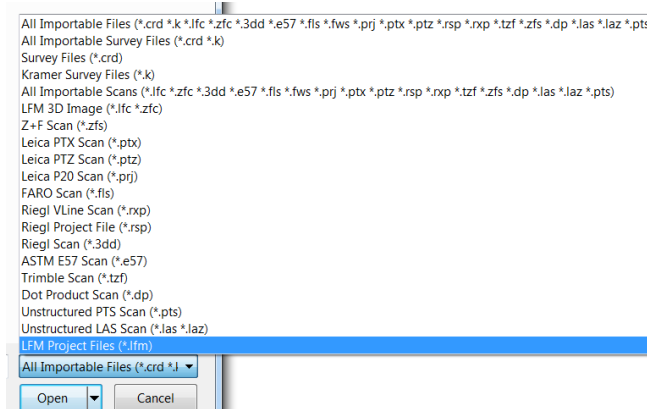 All Importable Files (*.crd *.k *.lfc *.zfc *.3dd *.e57 *.fls *.fws *.prj *.ptx *.ptz *.rsp *.rxp *.tzf *.zfs *.dp *.las *.laz *.pts
All Importable Survey Files (*.crd *.k)
Survey Files (*.crd)
Kramer Survey Files (*.k)
All Importable Scans (*.lfc *.zfc *.3dd *.e57 *.fls *.fws *.prj *.ptx *.ptz *.rsp *.rxp *.tzf *.zfs *.dp *.las *.laz *.pts)
LFM 3D Image (*.lfc *.zfc)
Z+F Scan (*.zfs)
Leica PTX Scan (*.ptx)
Leica PTZ Scan (*.ptz)
Leica P20 Scan (*.prj)
FARO Scan (*.fls)
Riegl VLine Scan (*.rxp)
Riegl Project File (*.rsp)
Riegl Scan (*.3dd)
ASTM E57 Scan (*.e57)
Trimble Scan (*.tzf)
Dot Product Scan (*.dp)
Unstructured PTS Scan (*.pts)
Unstructured LAS Scan (*.las *.laz)
LFM Project Files (*.lfm)
All Importable Files (*.crd *.l
Open Cancel